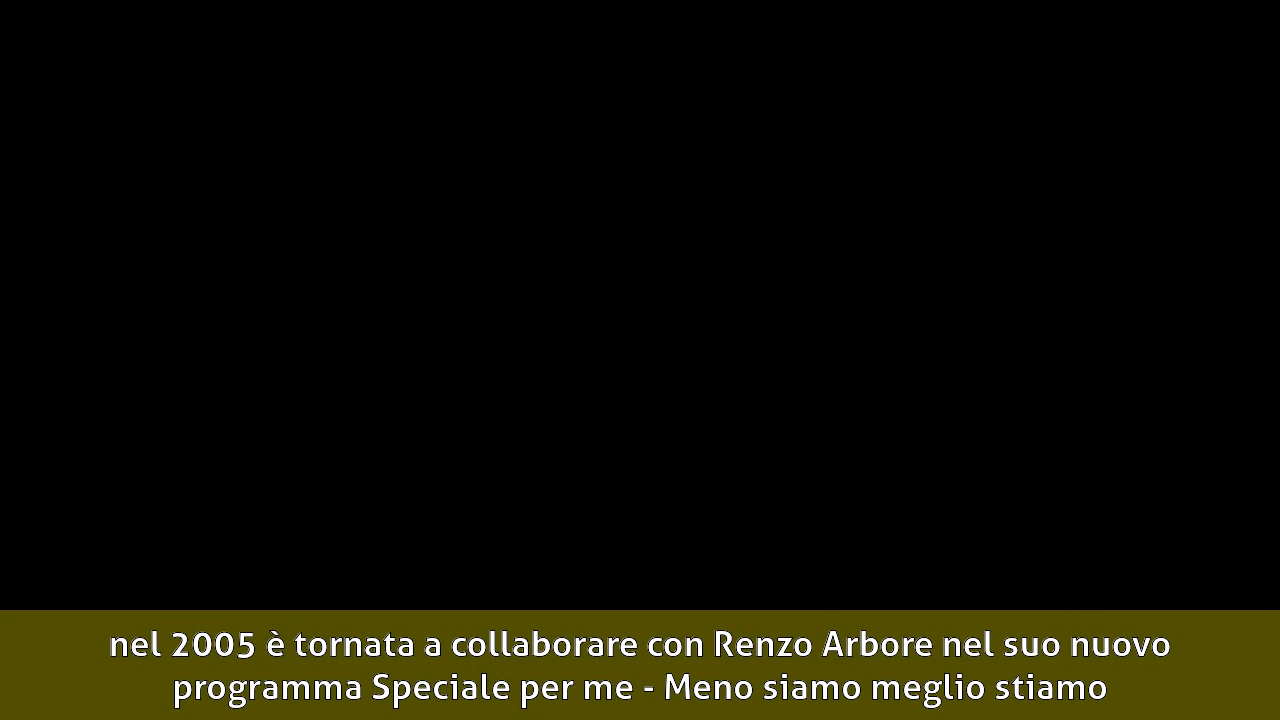 nel 2005 è tornata a collaborare con Renzo Arbore nel suo nuovo
programma Speciale per me - Meno siamo meglio stiamo